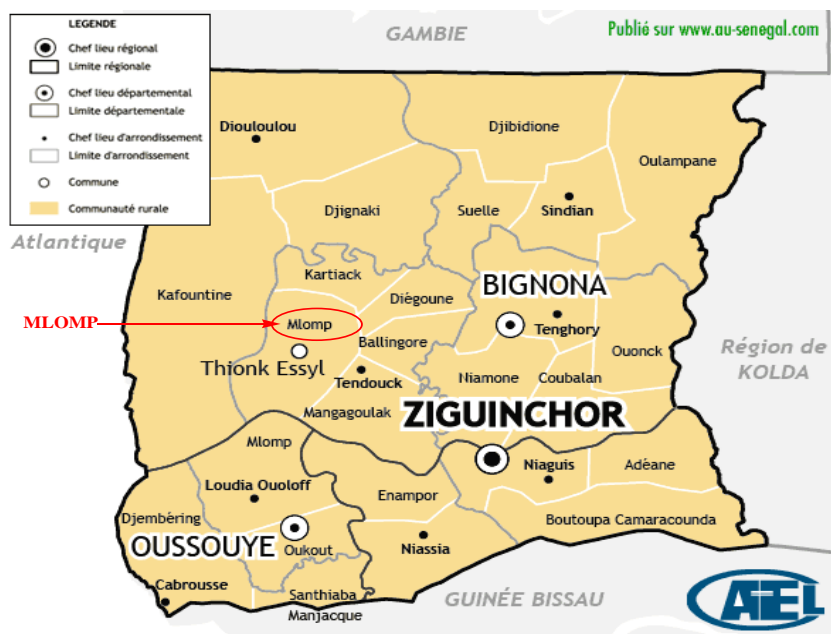 LEGENDE
Chef lieu régional
Limite régionale
Chef lieu départemental
Limite départementale
Chef lieu d'arrondissement
Limite d'arrondissement
Commune
Communauté rurale
GAMBIE
Publié sur www.au-senegal.com
Diouloulou
Djibidione
Oulampane
Djignaki
Suelle
Sindian
Atlantique
Kartiack
BIGNONA
Kafountine
Diégoune
MLOMP
Mlomp
Tenghory
Ballingore
Ouonck
Région de
KOLDA
Thionk Essyl
Tendouck
Niamone
Coubalan
Mangagoulak
ZIGUINCHOR
Mlomp
Niaguis
Adéane
Loudia Ouoloff
Enampor
Djembéring
Boutoupa Camaracounda
OUSSOUYE
Oukout
Niassia
Cabrousse
Santhiaba
Manjacque
GUINÉE BISSAU
ATEL